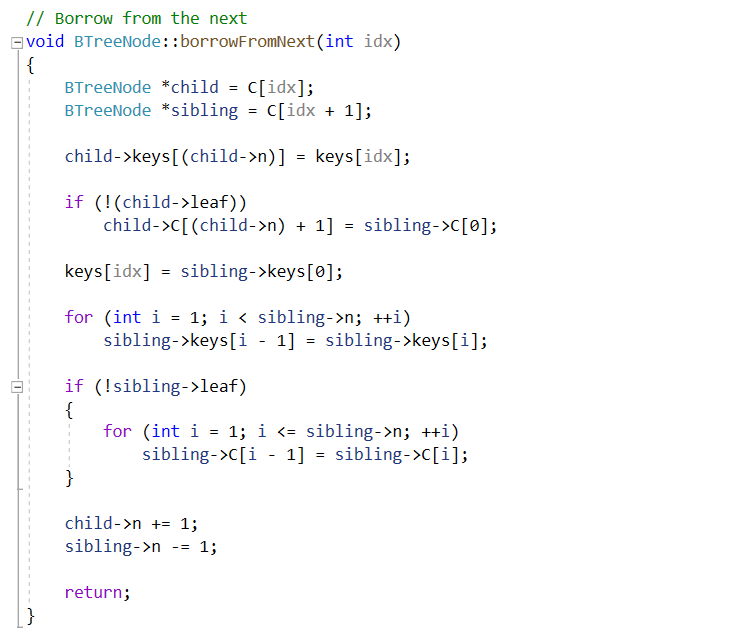 // Borrow from the next
void BTreeNode::borrowFromNext(int idx)
{
    BTreeNode *child = C[idx];
    BTreeNode *sibling = C[idx + 1];

    child->keys[(child->n)] = keys[idx];

    if (!(child->leaf))
        child->C[(child->n) + 1] = sibling->C[0];

    keys[idx] = sibling->keys[0];

    for (int i = 1; i < sibling->n; ++i)
        sibling->keys[i - 1] = sibling->keys[i];

    if (!sibling->leaf)
    {
        for (int i = 1; i <= sibling->n; ++i)
            sibling->C[i - 1] = sibling->C[i];
    }

    child->n += 1;
    sibling->n -= 1;

    return;
}